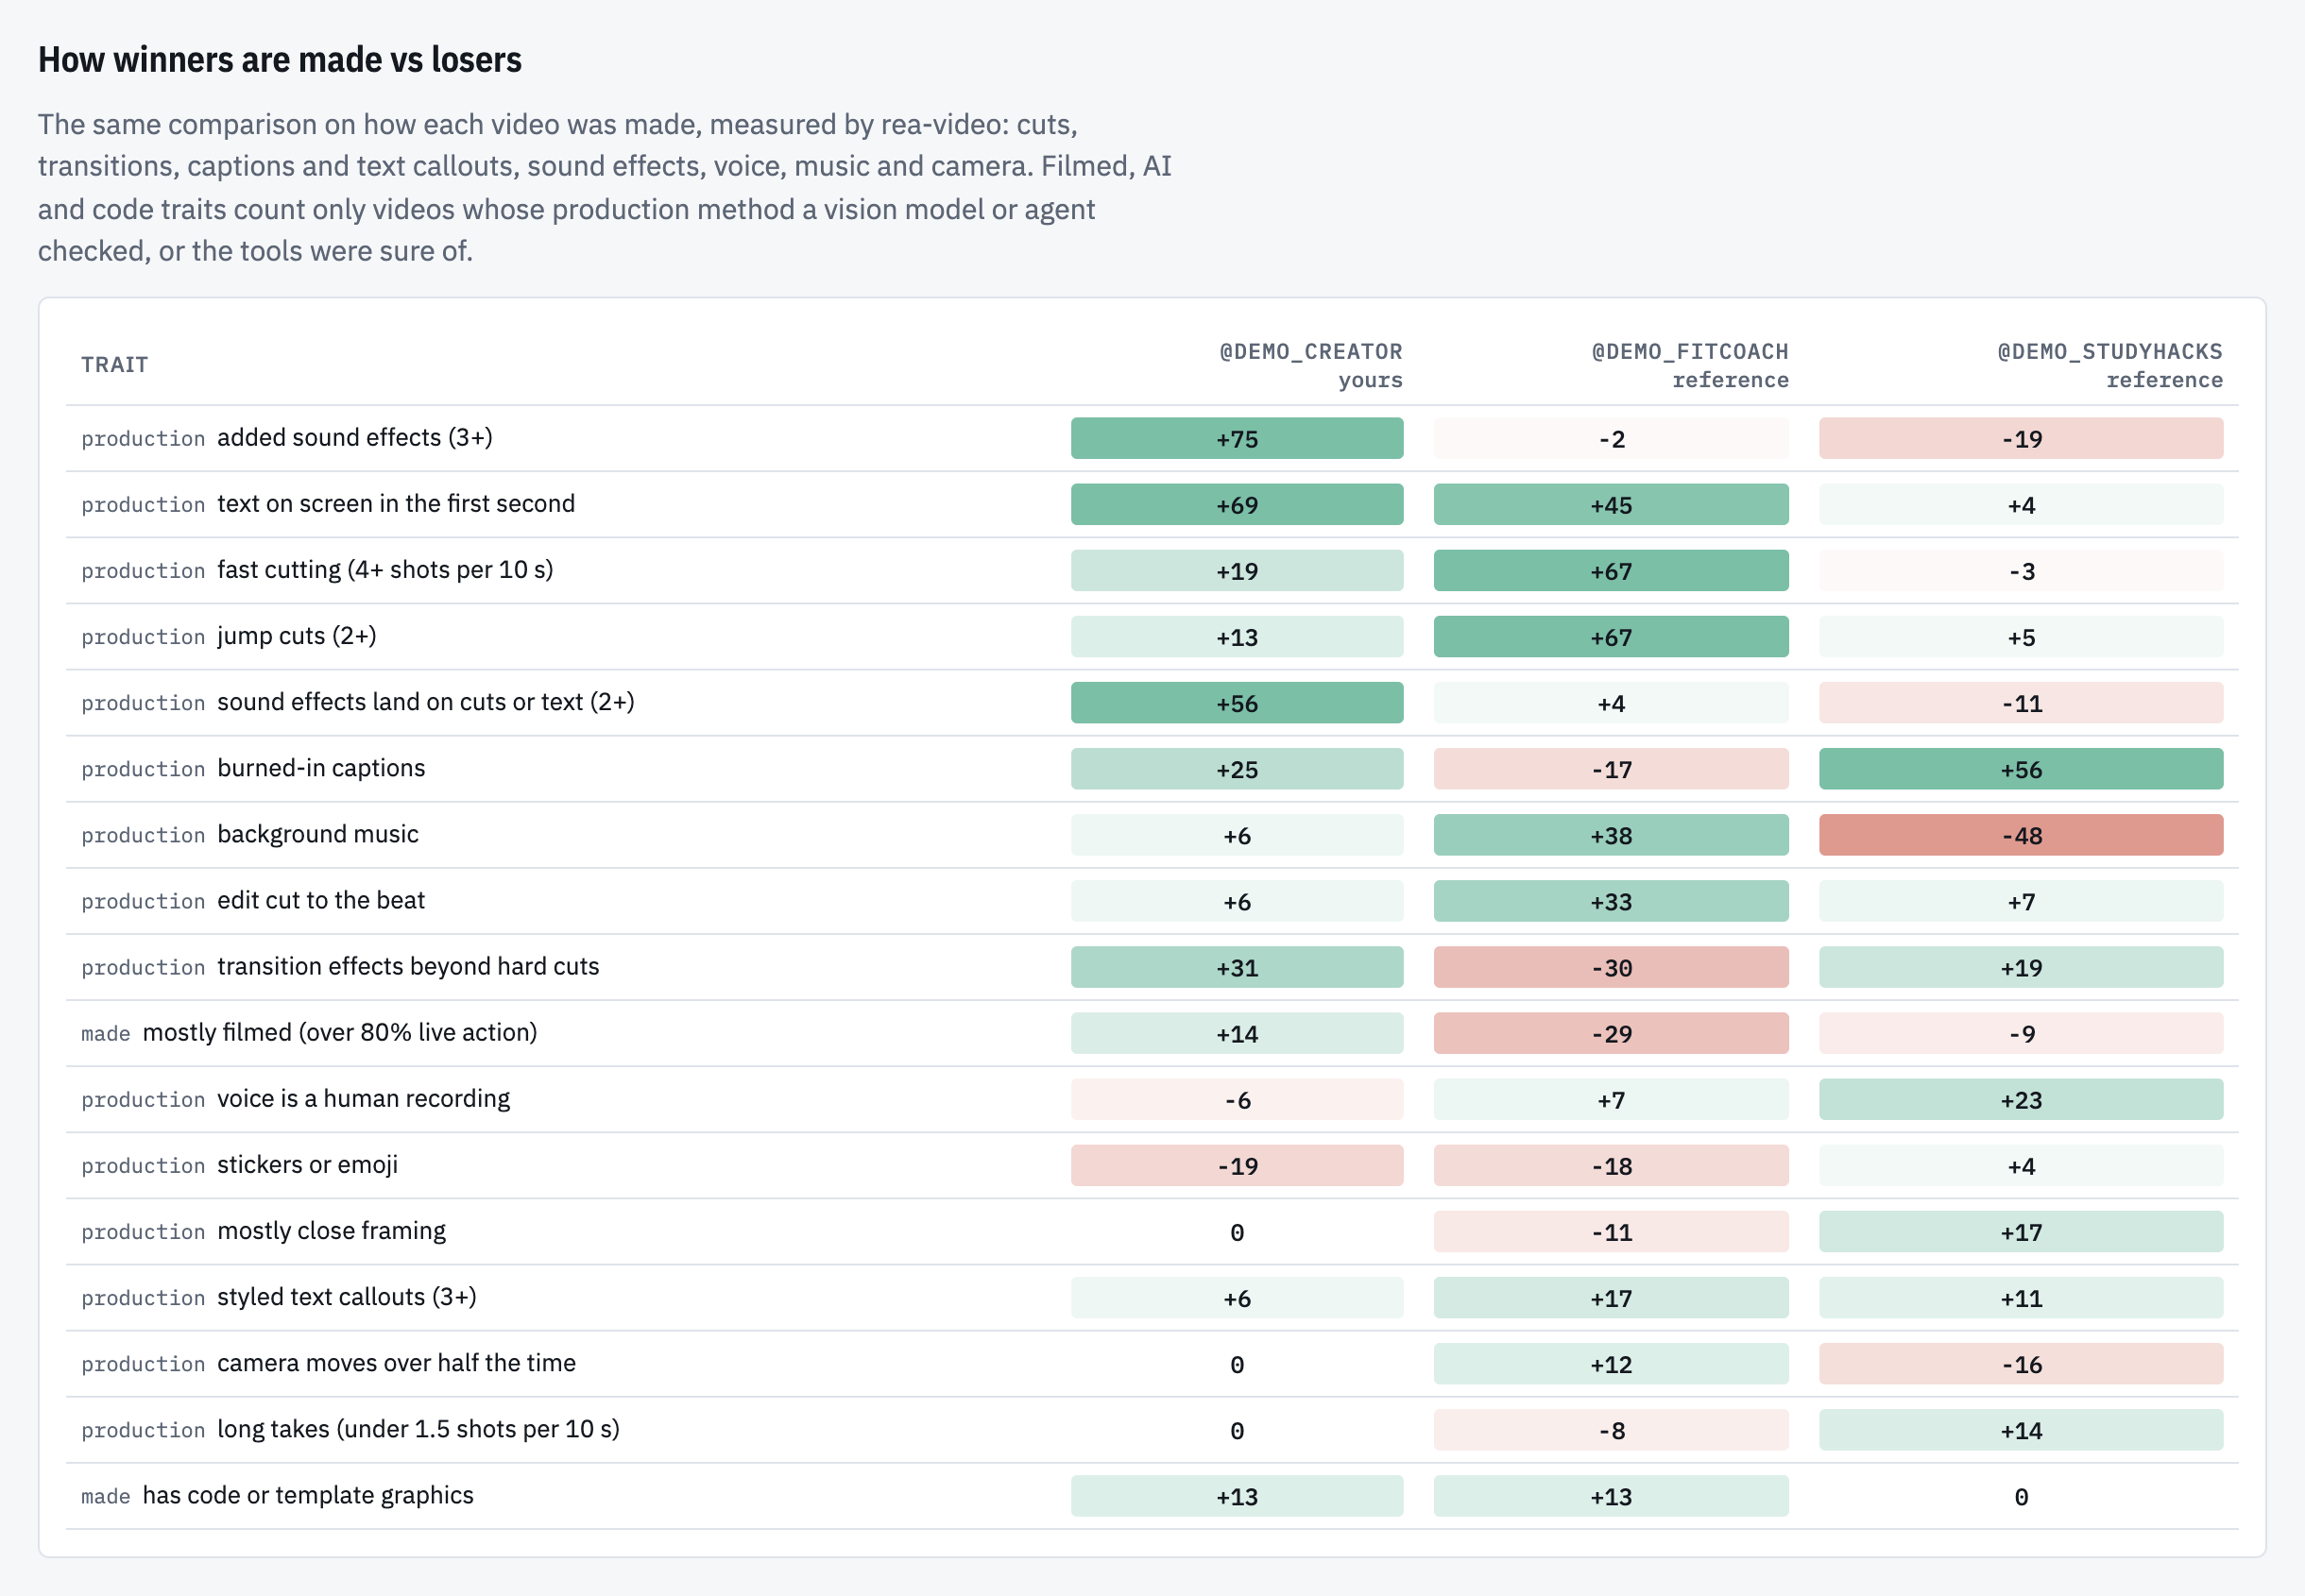 How winners are made vs losers
The same comparison on how each video was made, measured by rea-video: cuts,
transitions, captions and text callouts, sound effects, voice, music and camera. Filmed, AI
and code traits count only videos whose production method a vision model or agent
checked, or the tools were sure of.
TRAIT @DEMO_CREATOR yours @DEMO_FITCOACH reference @DEMO_STUDYHACKS reference
production added sound effects (3+) +75 -2 -19
production text on screen in the first second +69 +45 +4
production fast cutting (4+ shots per 10 s) +19 +67 -3
production jump cuts (2+) +13 +67 +5
production sound effects land on cuts or text (2+) +56 +4 -11
production burned-in captions +25 -17 +56
production background music +6 +38 -48
production edit cut to the beat +6 +33 +7
production transition effects beyond hard cuts +31 -30 +19
made mostly filmed (over 80% live action) +14 -29 -9
production voice is a human recording -6 +7 +23
production stickers or emoji -19 -18 +4
production mostly close framing 0 -11 +17
production styled text callouts (3+) +6 +17 +11
production camera moves over half the time 0 +12 -16
production long takes (under 1.5 shots per 10 s) 0 -8 +14
made has code or template graphics +13 +13 0